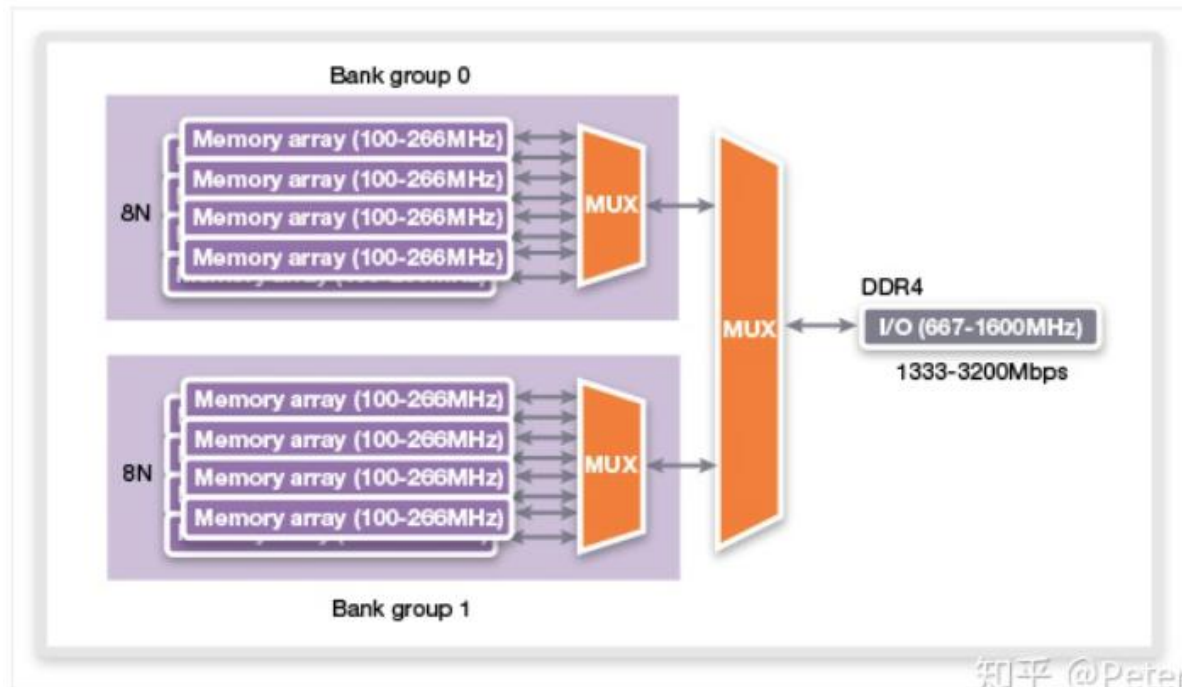 Bank group 0
Memory array (100-266MHz)
Memory array (100-266MHz)
Memory array (100-266MHz)
Memory array (100-266MHz)
8N
MUX
Bank group 1
Memory array (100-266MHz)
Memory array (100-266MHz)
Memory array (100-266MHz)
Memory array (100-266MHz)
8N
MUX
MUX
DDR4
I/O (667-1600MHz)
1333-3200Mbps
知乎 @Peter